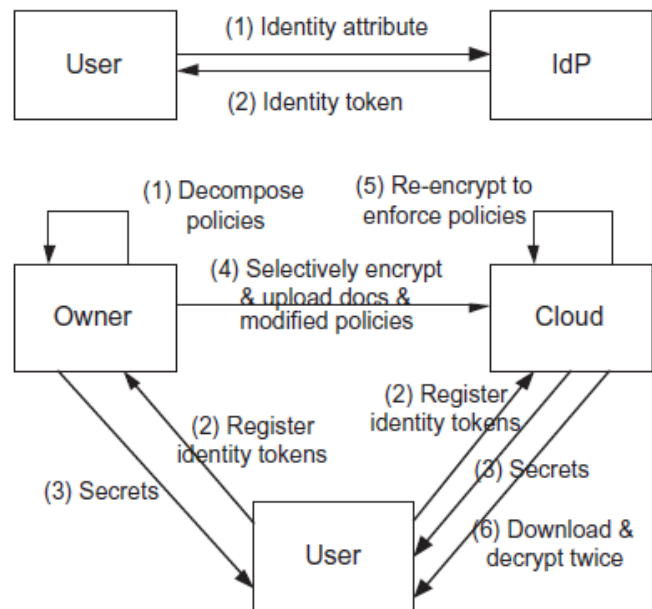 (1) Identity attribute
User
IdP
(2) Identity token
(1) Decompose
policies
(5) Re-encrypt to
enforce policies
(4) Selectively encrypt
& upload docs &
modified policies
Owner
Cloud
(2) Register
identity tokens
(2) Register
identity tokens
(3) Secrets
(3) Secrets
(6) Download &
decrypt twice
User